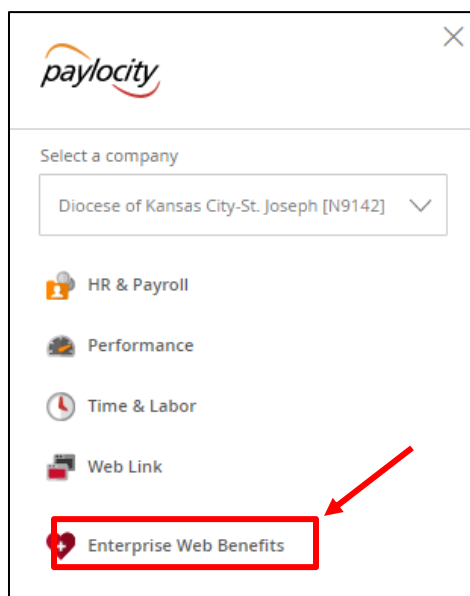 paylocity
Select a company
Diocese of Kansas City-St. Joseph [N9142]
HR & Payroll
Performance
Time & Labor
Web Link
Enterprise Web Benefits